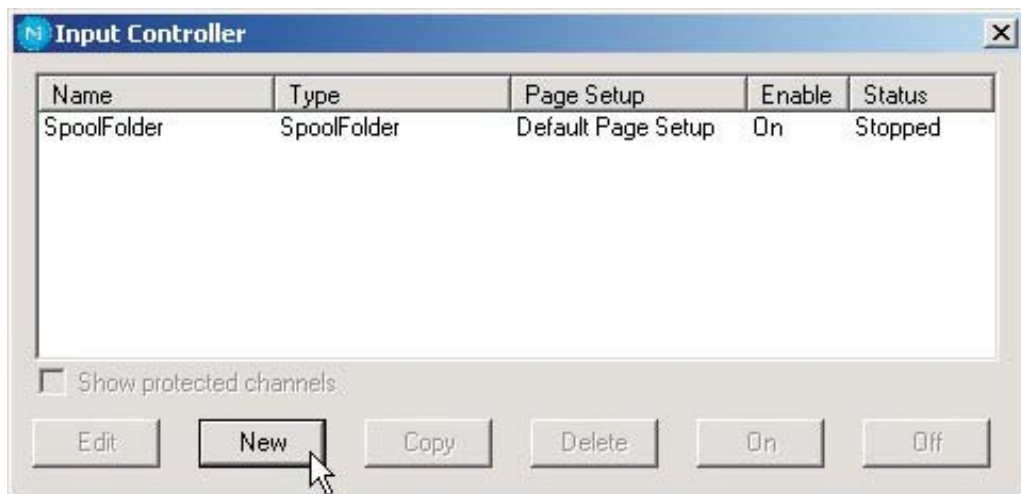 Input Controller
Name Type Page Setup Enable Status
SpoolFolder SpoolFolder Default Page Setup On Stopped
Show protected channels
Edit New Copy Delete On Off